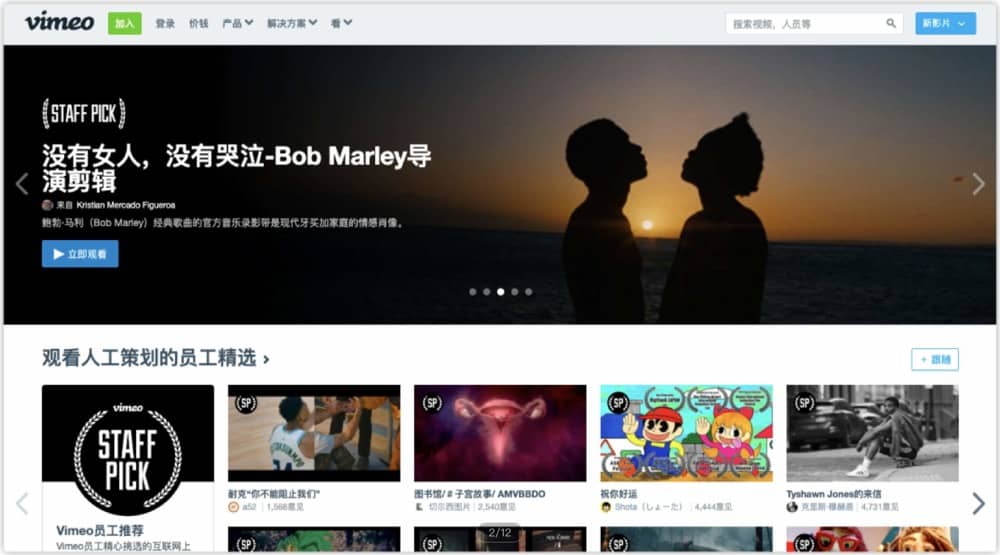 vimeo 加入 登录 价钱 产品 解决方案 看 搜索视频，人员等 新影片
STAFF PICK
没有女人，没有哭泣-Bob Marley导
演剪辑
来自 Kristian Mercado Figueroa
鲍勃·马利（Bob Marley）经典歌曲的官方音乐录影带是现代牙买加家庭的情感肖像。
立即观看
观看人工策划的员工精选 ›
+ 跟随
vimeo
STAFF
PICK
Vimeo员工推荐
Vimeo员工精心挑选的互联网上
SP
耐克“你不能阻止我们”
a52 1,568意见
SP
图书馆/ # 子宫故事/ AMVBBDO
切尔西图片 2,540意见
SP
祝你好运
Shota（しょーた） 4,444意见
SP
Tyshawn Jones的来信
克里斯·穆赫恩 4,731意见
SP
SP
2/12
SP
SP